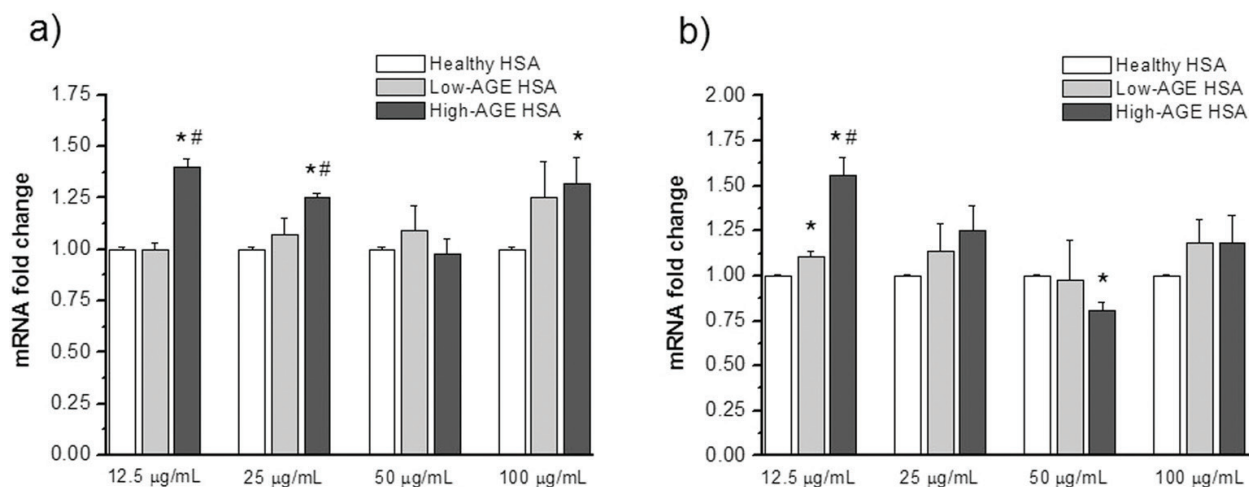 a)
Healthy HSA
Low-AGE HSA
High-AGE HSA
mRNA fold change
1.75
1.50
1.25
1.00
0.75
0.50
0.25
0.00
*#
*#
*
12.5 µg/mL
25 µg/mL
50 µg/mL
100 µg/mL
b)
Healthy HSA
Low-AGE HSA
High-AGE HSA
mRNA fold change
2.00
1.75
1.50
1.25
1.00
0.75
0.50
0.25
0.00
*
*#
*
12.5 µg/mL
25 µg/mL
50 µg/mL
100 µg/mL